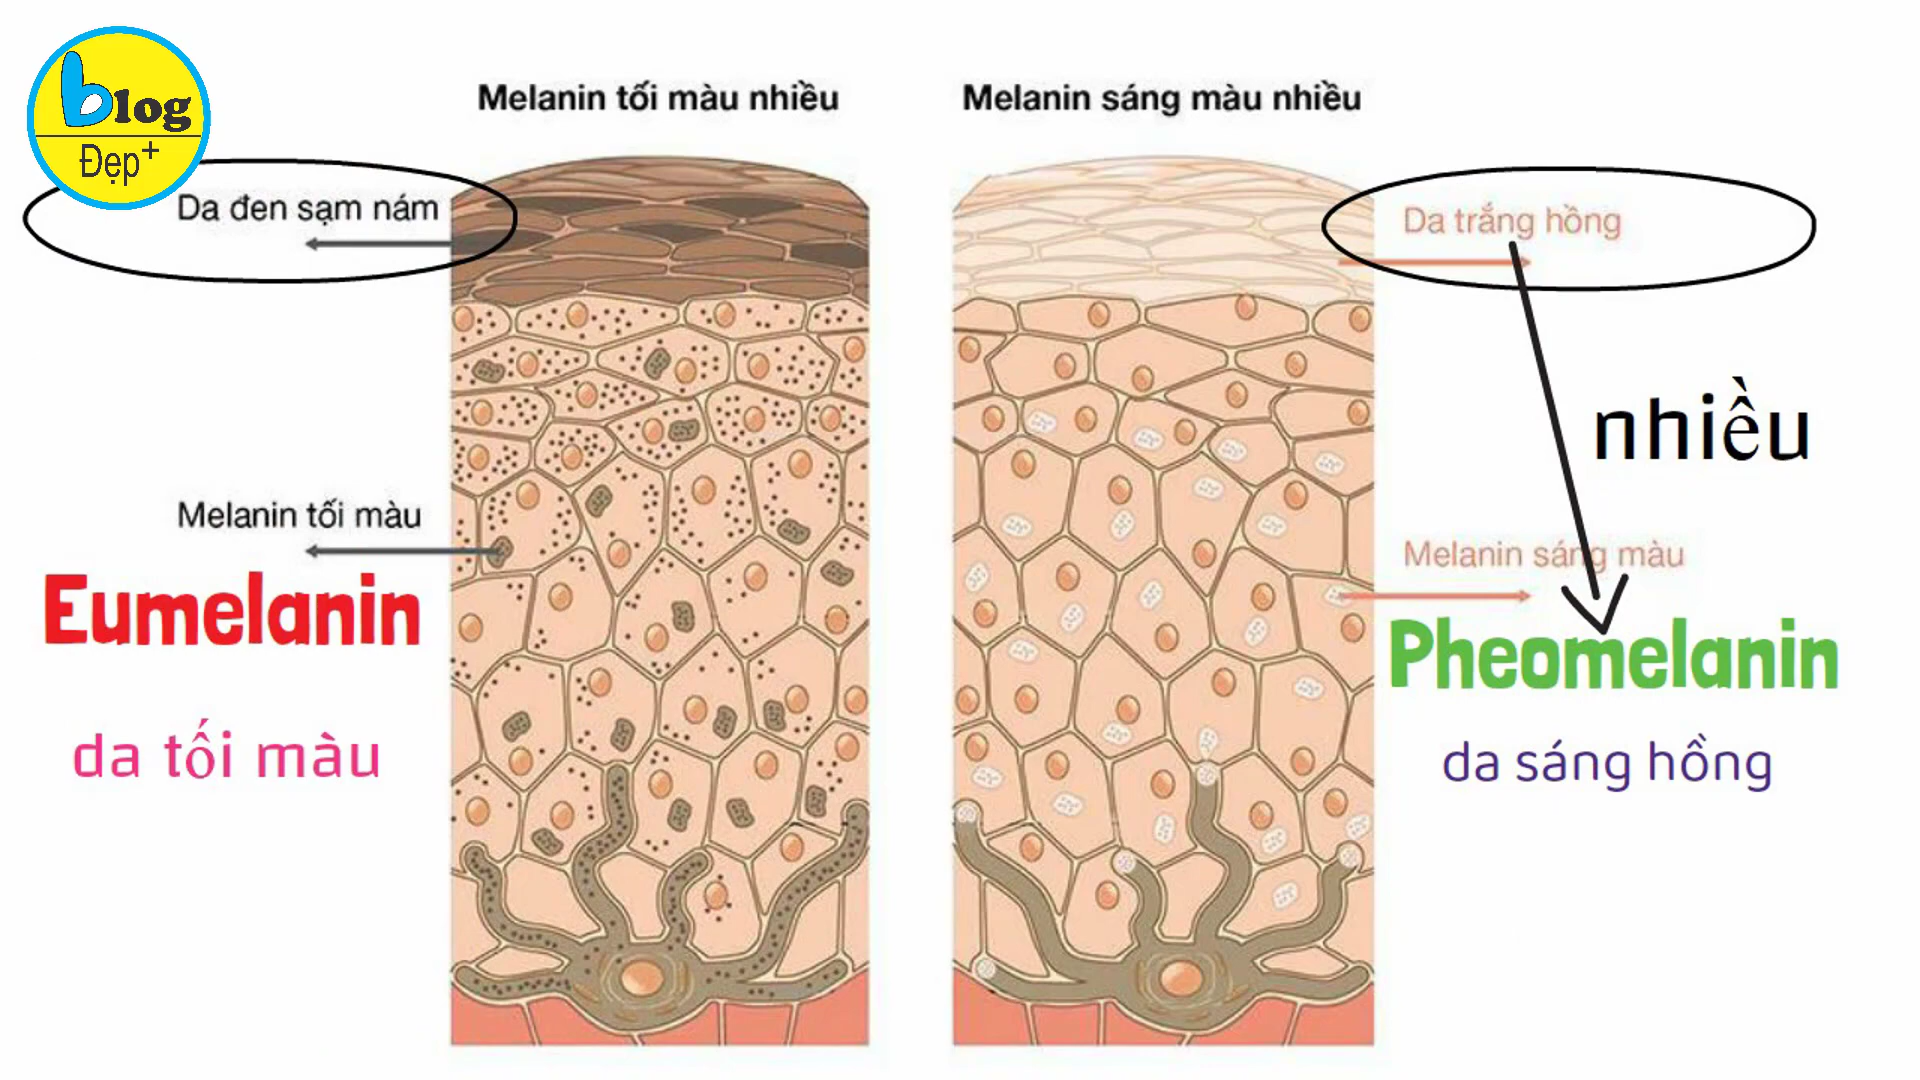 blog
Đẹp+
Melanin tối màu nhiều
Melanin sáng màu nhiều
Da đen sạm nám
Da trắng hồng
nhiều
Melanin tối màu
Melanin sáng màu
Eumelanin
Pheomelanin
da tối màu
da sáng hồng